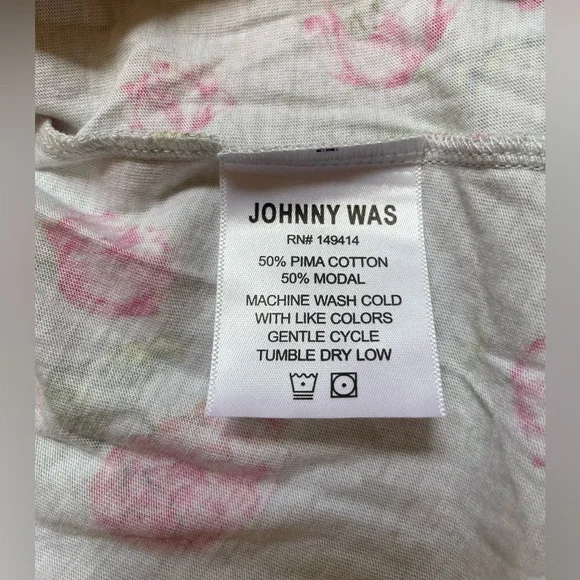 JOHNNY WAS
RN# 149414
50% PIMA COTTON
50% MODAL
MACHINE WASH COLD
WITH LIKE COLORS
GENTLE CYCLE
TUMBLE DRY LOW